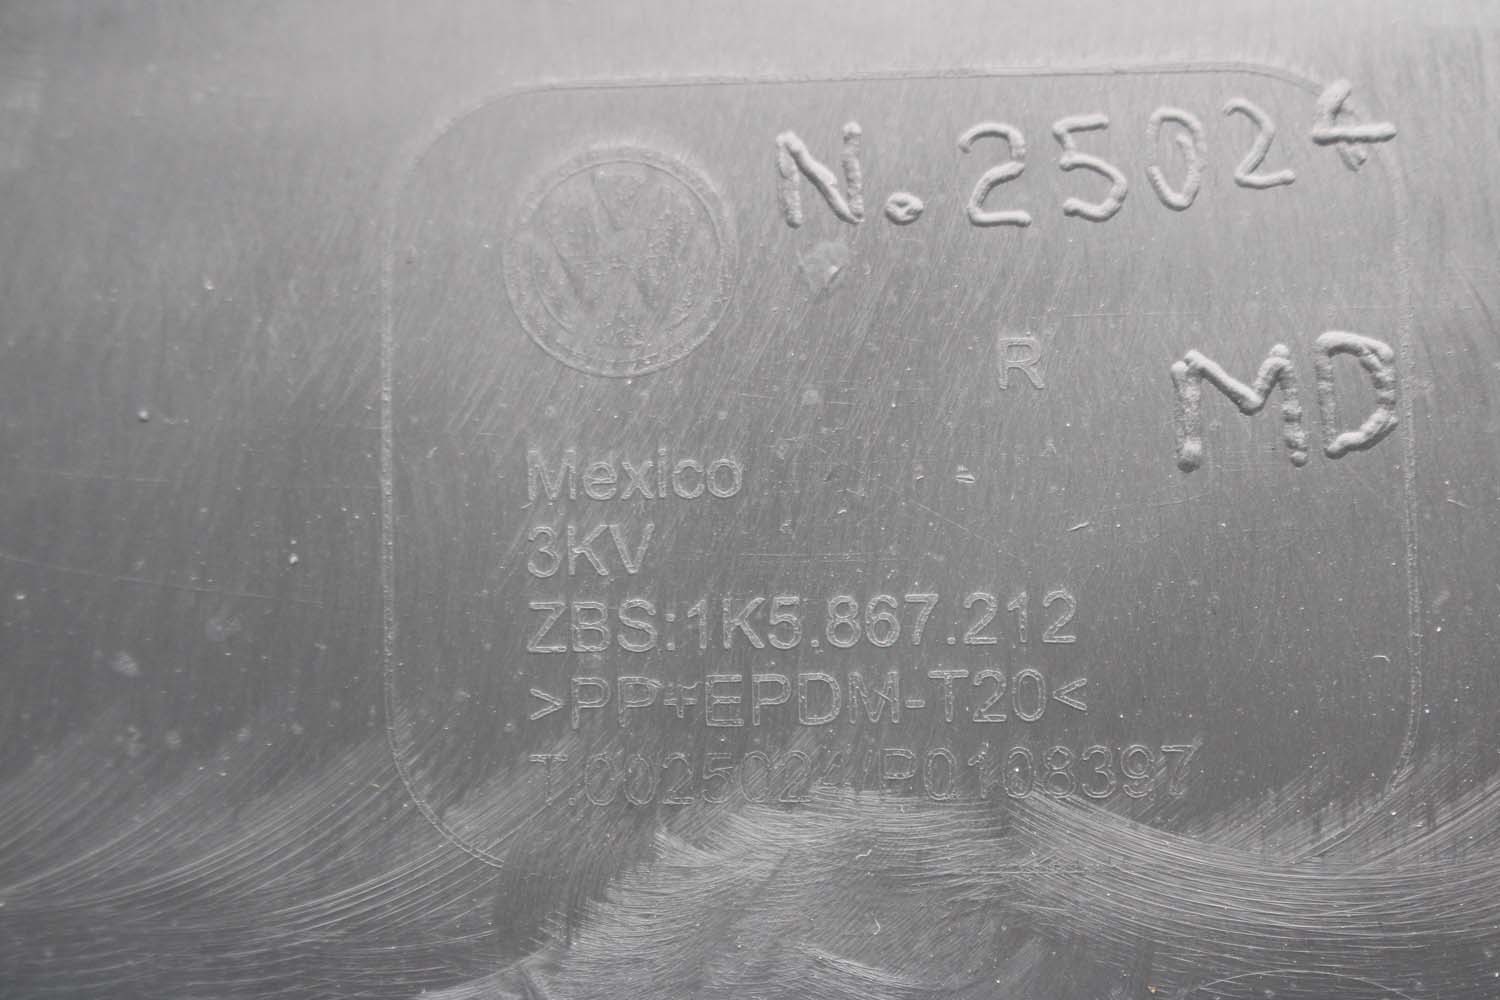 N.25024
R
MD
Mexico
3KV
ZBS:1K5.867.212
>PP+EPDM-T20<
T.0025024 P0108397